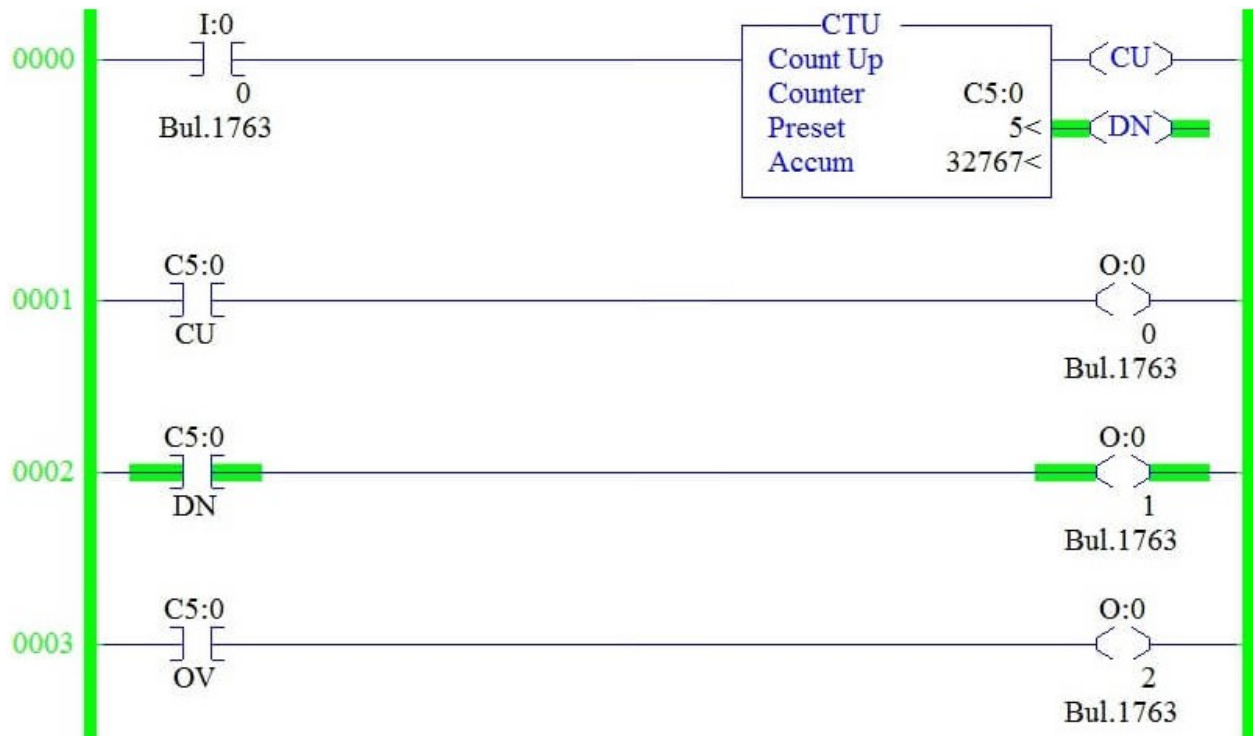 I:0
CTU
0000
Count Up
CU
0
Counter C5:0
Bul.1763
Preset 5<
DN
Accum 32767<
C5:0
O:0
0001
CU
0
Bul.1763
C5:0
O:0
0002
DN
1
Bul.1763
C5:0
O:0
0003
OV
2
Bul.1763